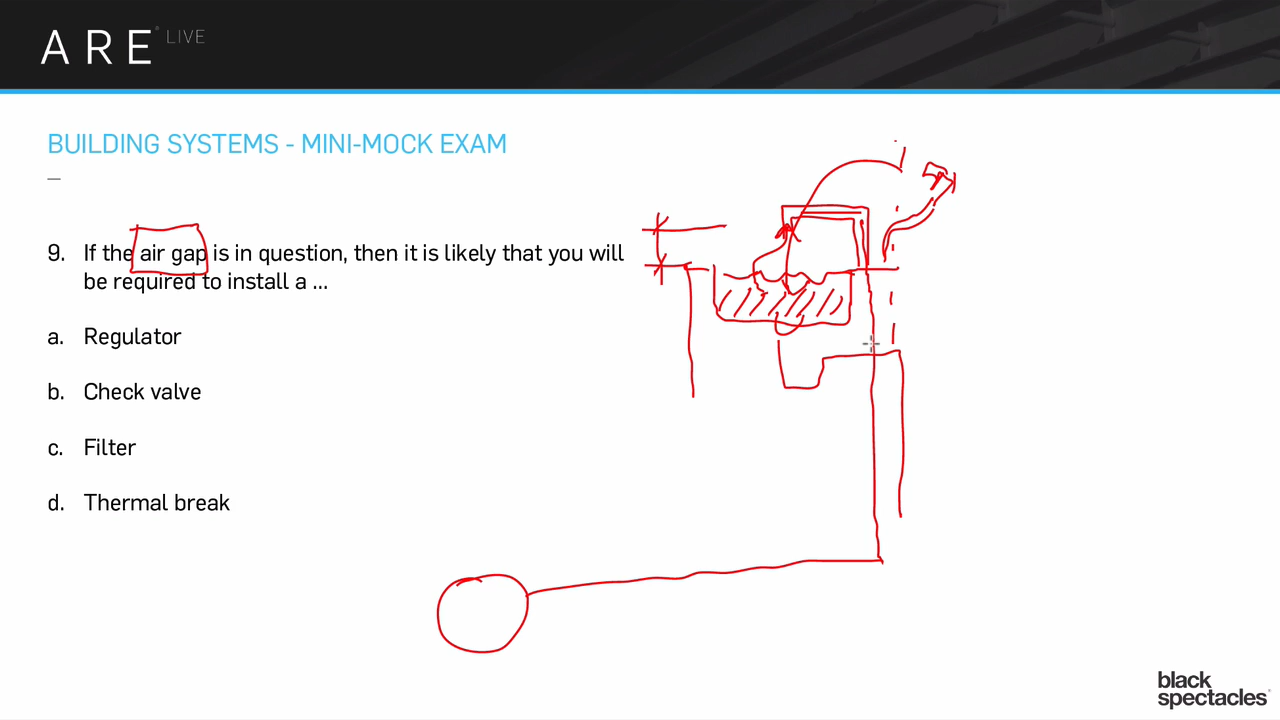 ARE LIVE
BUILDING SYSTEMS - MINI-MOCK EXAM
9. If the air gap is in question, then it is likely that you will
be required to install a ...
a. Regulator
b. Check valve
c. Filter
d. Thermal break
black
spectacles